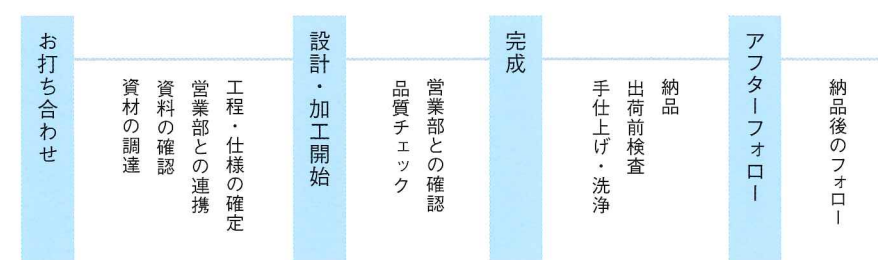 お打ち合わせ
資材の調達
資料の確認
営業部との連携
工程・仕様の確定
設計・加工開始
品質チェック
営業部との確認
完成
手仕上げ・洗浄
出荷前検査
納品
アフターフォロー
納品後のフォロー